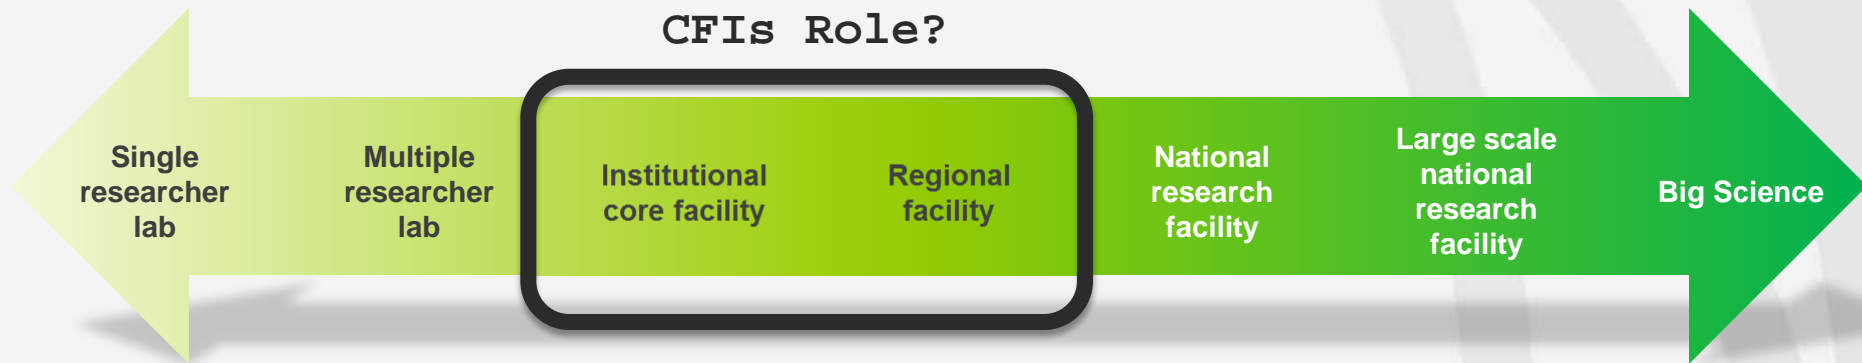 CFIs Role?
Single
researcher
lab
Multiple
researcher
lab
Institutional
core facility
Regional
facility
National
research
facility
Large scale
national
research
facility
Big Science